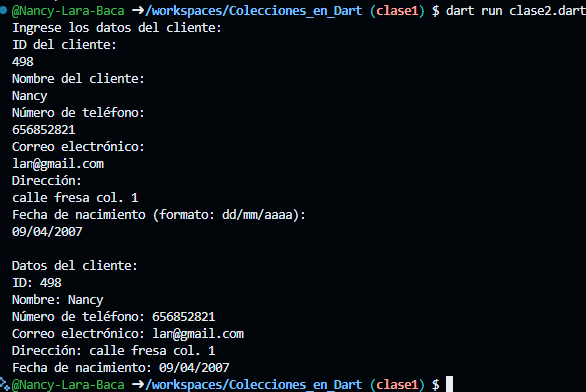 @Nancy-Lara-Baca ➜/workspaces/Colecciones_en_Dart (clase1) $ dart run clase2.dart
Ingrese los datos del cliente:
ID del cliente:
498
Nombre del cliente:
Nancy
Número de teléfono:
656852821
Correo electrónico:
lan@gmail.com
Dirección:
calle fresa col. 1
Fecha de nacimiento (formato: dd/mm/aaaa):
09/04/2007

Datos del cliente:
ID: 498
Nombre: Nancy
Número de teléfono: 656852821
Correo electrónico: lan@gmail.com
Dirección: calle fresa col. 1
Fecha de nacimiento: 09/04/2007
@Nancy-Lara-Baca ➜/workspaces/Colecciones_en_Dart (clase1) $